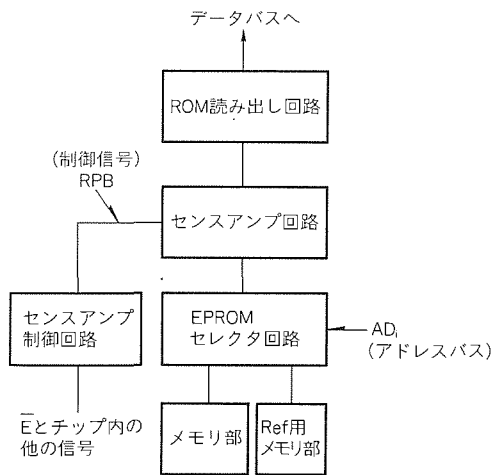 データバスへ
ROM読み出し回路
(制御信号)
RPB
センスアンプ回路
センスアンプ
制御回路
EPROM
セレクタ回路
ADi
(アドレスバス)
Eとチップ内の
他の信号
メモリ部
Ref用
メモリ部